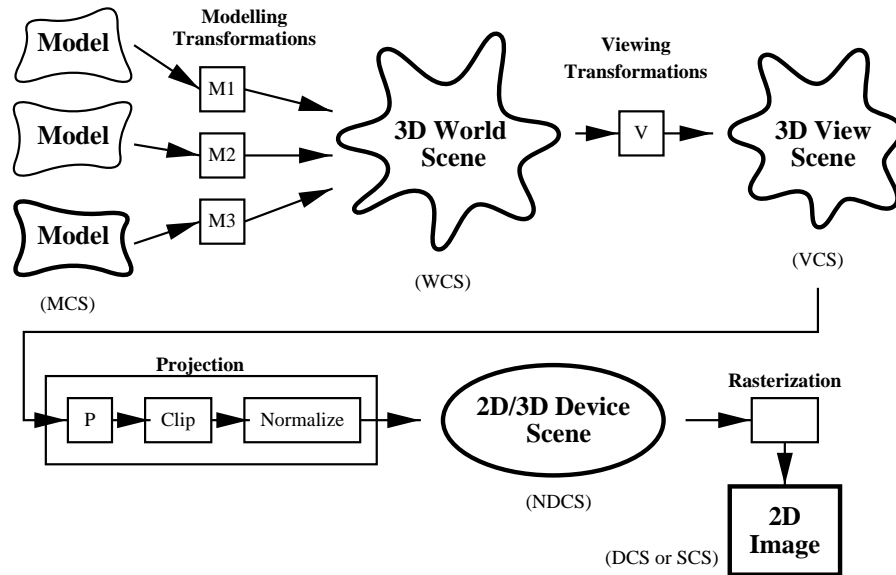 Model
Modelling
Transformations
M1
Model
M2
Model
M3
(MCS)
3D World
Scene
(WCS)
Viewing
Transformations
V
3D View
Scene
(VCS)
Projection
P
Clip
Normalize
2D/3D Device
Scene
(NDCS)
Rasterization
2D
Image
(DCS or SCS)